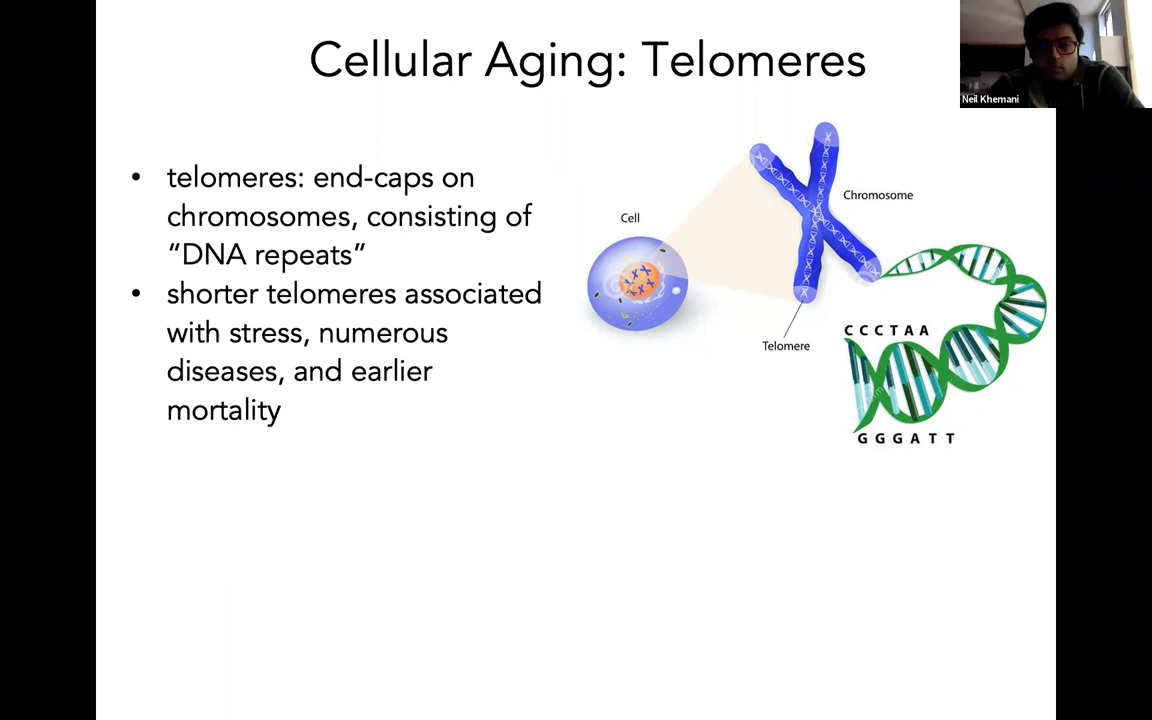 Cellular Aging: Telomeres
Neil Khemani
• telomeres: end-caps on
chromosomes, consisting of
“DNA repeats”
• shorter telomeres associated
with stress, numerous
diseases, and earlier
mortality
Chromosome
Cell
Telomere
C C C T A A
G G G A T T